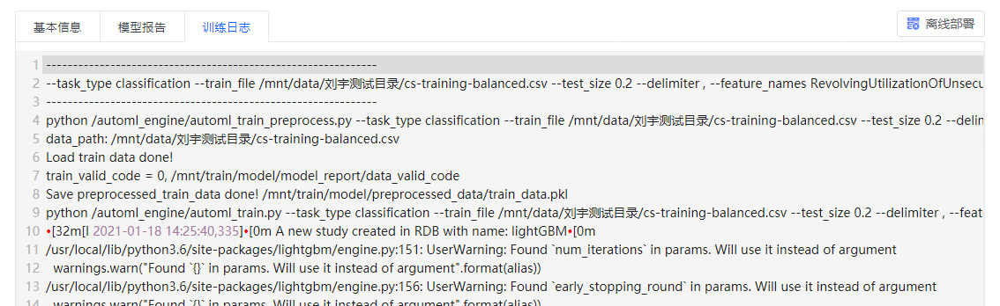 基本信息 模型报告 训练日志 离线部署
1 --------------------------------------------------------------
2 --task_type classification --train_file /mnt/data/刘宇测试目录/cs-training-balanced.csv --test_size 0.2 --delimiter , --feature_names RevolvingUtilizationOfUnsecu
3 --------------------------------------------------------------
4 python /automl_engine/automl_train_preprocess.py --task_type classification --train_file /mnt/data/刘宇测试目录/cs-training-balanced.csv --test_size 0.2 --delim
5 data_path: /mnt/data/刘宇测试目录/cs-training-balanced.csv
6 Load train data done!
7 train_valid_code = 0, /mnt/train/model/model_report/data_valid_code
8 Save preprocessed_train_data done! /mnt/train/model/preprocessed_data/train_data.pkl
9 python /automl_engine/automl_train.py --task_type classification --train_file /mnt/data/刘宇测试目录/cs-training-balanced.csv --test_size 0.2 --delimiter , --feat
10 •[32m[I 2021-01-18 14:25:40,335]•[0m A new study created in RDB with name: lightGBM•[0m
11 /usr/local/lib/python3.6/site-packages/lightgbm/engine.py:151: UserWarning: Found `num_iterations` in params. Will use it instead of argument
12 warnings.warn("Found `{}` in params. Will use it instead of argument".format(alias))
13 /usr/local/lib/python3.6/site-packages/lightgbm/engine.py:156: UserWarning: Found `early_stopping_round` in params. Will use it instead of argument
14 warnings.warn("Found `{}` in params. Will use it instead of argument".format(alias))